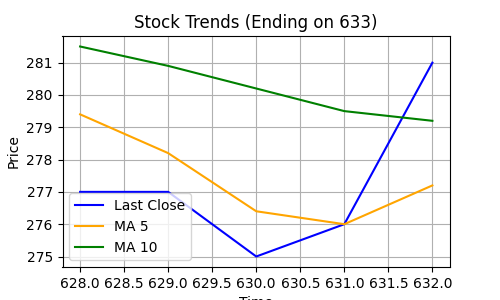 Stock Trends (Ending on 633)
Price
281
280
279
278
277
276
275
Last Close
MA 5
MA 10
628.0 628.5 629.0 629.5 630.0 630.5 631.0 631.5 632.0
Time